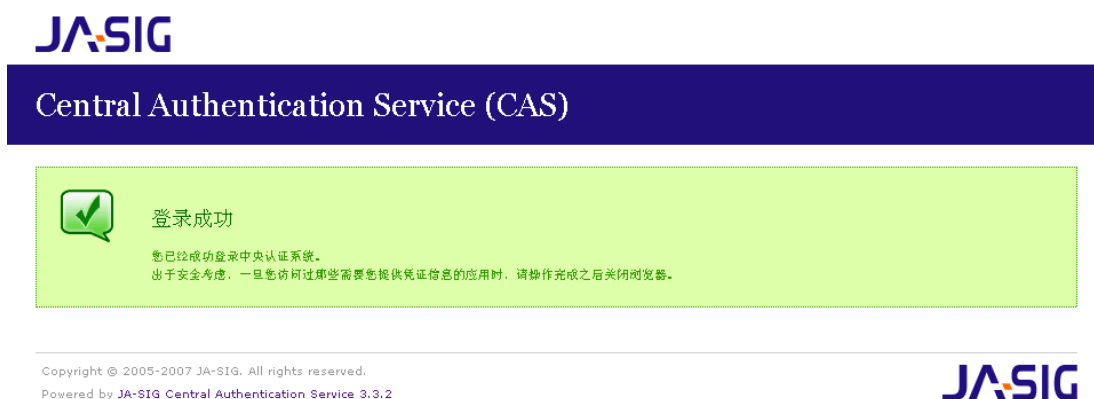 JA-SIG
Central Authentication Service (CAS)
登录成功
您已经成功登录中央认证系统。
出于安全考虑，一旦您访问过那些需要您提供凭证信息的应用时，请操作完成之后关闭浏览器。
Copyright © 2005-2007 JA-SIG. All rights reserved.
Powered by JA-SIG Central Authentication Service 3.3.2
JA-SIG